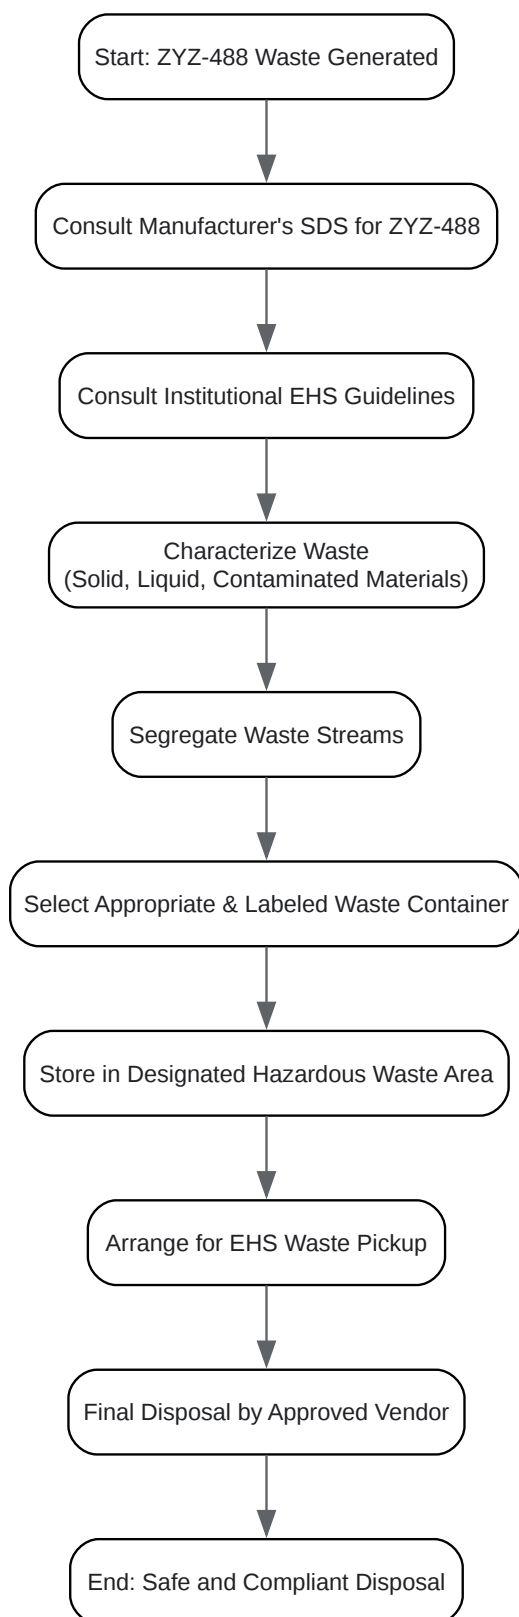 Start: ZYZ-488 Waste Generated
Consult Manufacturer's SDS for ZYZ-488
Consult Institutional EHS Guidelines
Characterize Waste
(Solid, Liquid, Contaminated Materials)
Segregate Waste Streams
Select Appropriate & Labeled Waste Container
Store in Designated Hazardous Waste Area
Arrange for EHS Waste Pickup
Final Disposal by Approved Vendor
End: Safe and Compliant Disposal